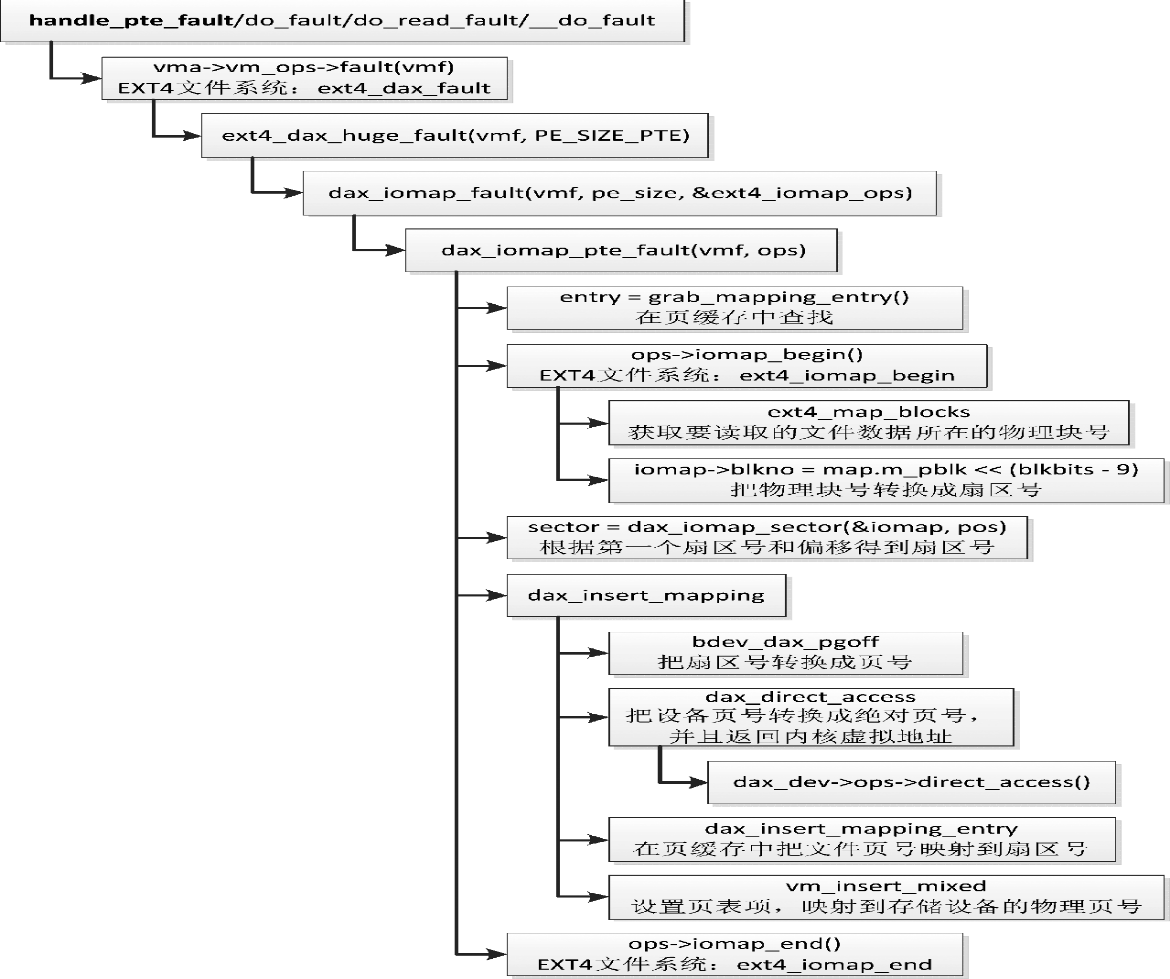 handle_pte_fault/do_fault/do_read_fault/__do_fault
vma->vm_ops->fault(vmf)
EXT4文件系统：ext4_dax_fault
ext4_dax_huge_fault(vmf, PE_SIZE_PTE)
dax_iomap_fault(vmf, pe_size, &ext4_iomap_ops)
dax_iomap_pte_fault(vmf, ops)
entry = grab_mapping_entry()
在页缓存中查找
ops->iomap_begin()
EXT4文件系统：ext4_iomap_begin
ext4_map_blocks
获取要读取的文件数据所在的物理块号
iomap->blkno = map.m_pblk << (blkbits - 9)
把物理块号转换成扇区号
sector = dax_iomap_sector(&iomap, pos)
根据第一个扇区号和偏移得到扇区号
dax_insert_mapping
bdev_dax_pgoff
把扇区号转换成页号
dax_direct_access
把设备页号转换成绝对页号，
并且返回内核虚拟地址
dax_dev->ops->direct_access()
dax_insert_mapping_entry
在页缓存中把文件页号映射到扇区号
vm_insert_mixed
设置页表项，映射到存储设备的物理页号
ops->iomap_end()
EXT4文件系统：ext4_iomap_end